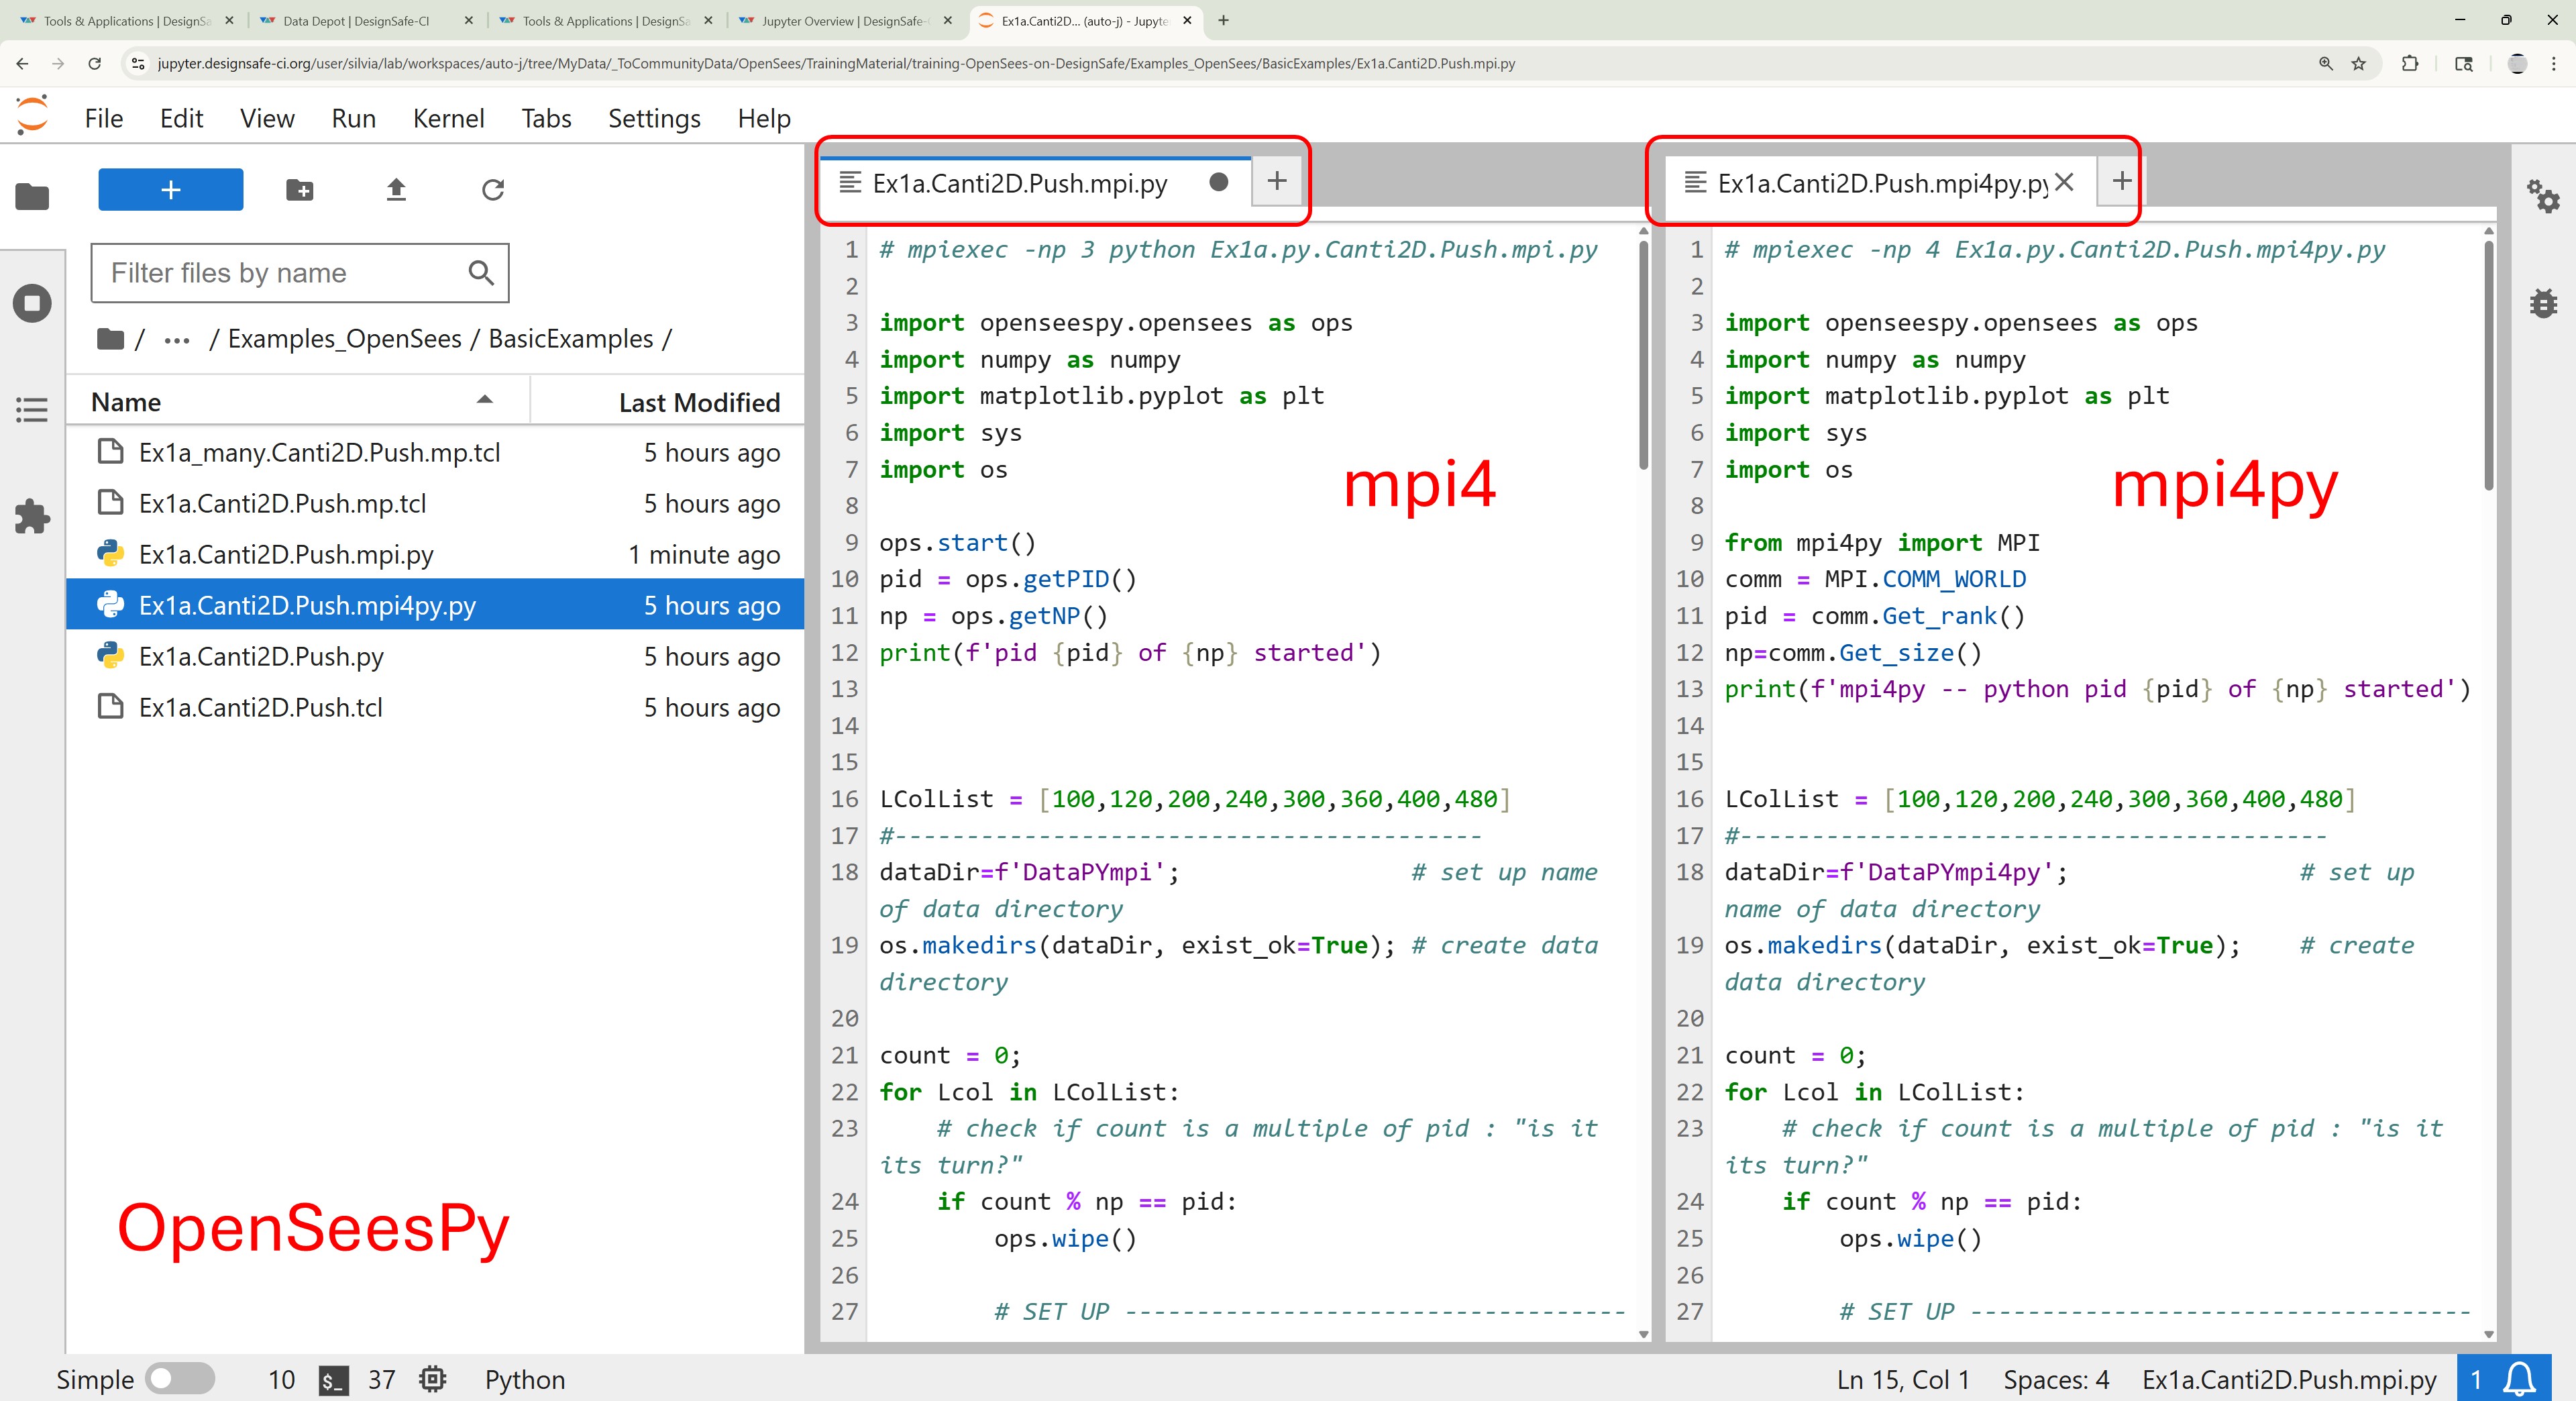 Tools & Applications | DesignSa
Data Depot | DesignSafe-CI
Tools & Applications | DesignSa
Jupyter Overview | DesignSafe-
Ex1a.Canti2D... (auto-j) - Jupyte
jupyter.designsafe-ci.org/user/silvia/lab/workspaces/auto-j/tree/MyData/_ToCommunityData/OpenSees/TrainingMaterial/training-OpenSees-on-DesignSafe/Examples_OpenSees/BasicExamples/Ex1a.Canti2D.Push.mpi.py
File Edit View Run Kernel Tabs Settings Help
Filter files by name
/ ... / Examples_OpenSees / BasicExamples /
Name Last Modified
Ex1a_many.Canti2D.Push.mp.tcl 5 hours ago
Ex1a.Canti2D.Push.mp.tcl 5 hours ago
Ex1a.Canti2D.Push.mpi.py 1 minute ago
Ex1a.Canti2D.Push.mpi4py.py 5 hours ago
Ex1a.Canti2D.Push.py 5 hours ago
Ex1a.Canti2D.Push.tcl 5 hours ago
OpenSeesPy
Ex1a.Canti2D.Push.mpi.py
1 # mpiexec -np 3 python Ex1a.py.Canti2D.Push.mpi.py
2
3 import openseespy.opensees as ops
4 import numpy as numpy
5 import matplotlib.pyplot as plt
6 import sys
7 import os
mpi4
8
9 ops.start()
10 pid = ops.getPID()
11 np = ops.getNP()
12 print(f'pid {pid} of {np} started')
13
14
15
16 LColList = [100,120,200,240,300,360,400,480]
17 #-----------------------------------------
18 dataDir=f'DataPYmpi'; # set up name
of data directory
19 os.makedirs(dataDir, exist_ok=True); # create data
directory
20
21 count = 0;
22 for Lcol in LColList:
23 # check if count is a multiple of pid : "is it
its turn?"
24 if count % np == pid:
25 ops.wipe()
26
27 # SET UP -----------------------------------
Ex1a.Canti2D.Push.mpi4py.py
1 # mpiexec -np 4 Ex1a.py.Canti2D.Push.mpi4py.py
2
3 import openseespy.opensees as ops
4 import numpy as numpy
5 import matplotlib.pyplot as plt
6 import sys
7 import os
mpi4py
8
9 from mpi4py import MPI
10 comm = MPI.COMM_WORLD
11 pid = comm.Get_rank()
12 np=comm.Get_size()
13 print(f'mpi4py -- python pid {pid} of {np} started')
14
15
16 LColList = [100,120,200,240,300,360,400,480]
17 #-----------------------------------------
18 dataDir=f'DataPYmpi4py'; # set up
name of data directory
19 os.makedirs(dataDir, exist_ok=True); # create
data directory
20
21 count = 0;
22 for Lcol in LColList:
23 # check if count is a multiple of pid : "is it
its turn?"
24 if count % np == pid:
25 ops.wipe()
26
27 # SET UP -----------------------------------
Simple 10 $_ 37 Python Ln 15, Col 1 Spaces: 4 Ex1a.Canti2D.Push.mpi.py 1